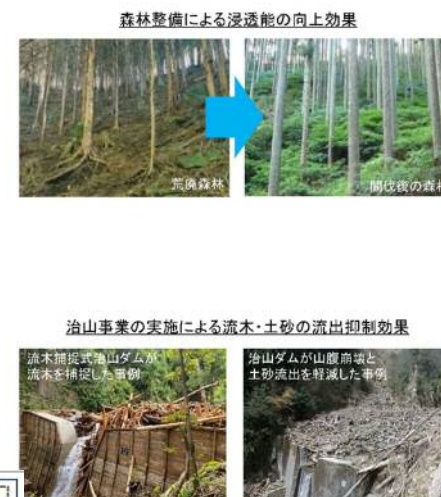 森林整備による浸透能の向上効果
荒廃森林
間伐後の森林
治山事業の実施による流木・土砂の流出抑制効果
流木捕捉式治山ダムが
流木を捕捉した事例
治山ダムが山腹崩壊と
土砂流出を軽減した事例